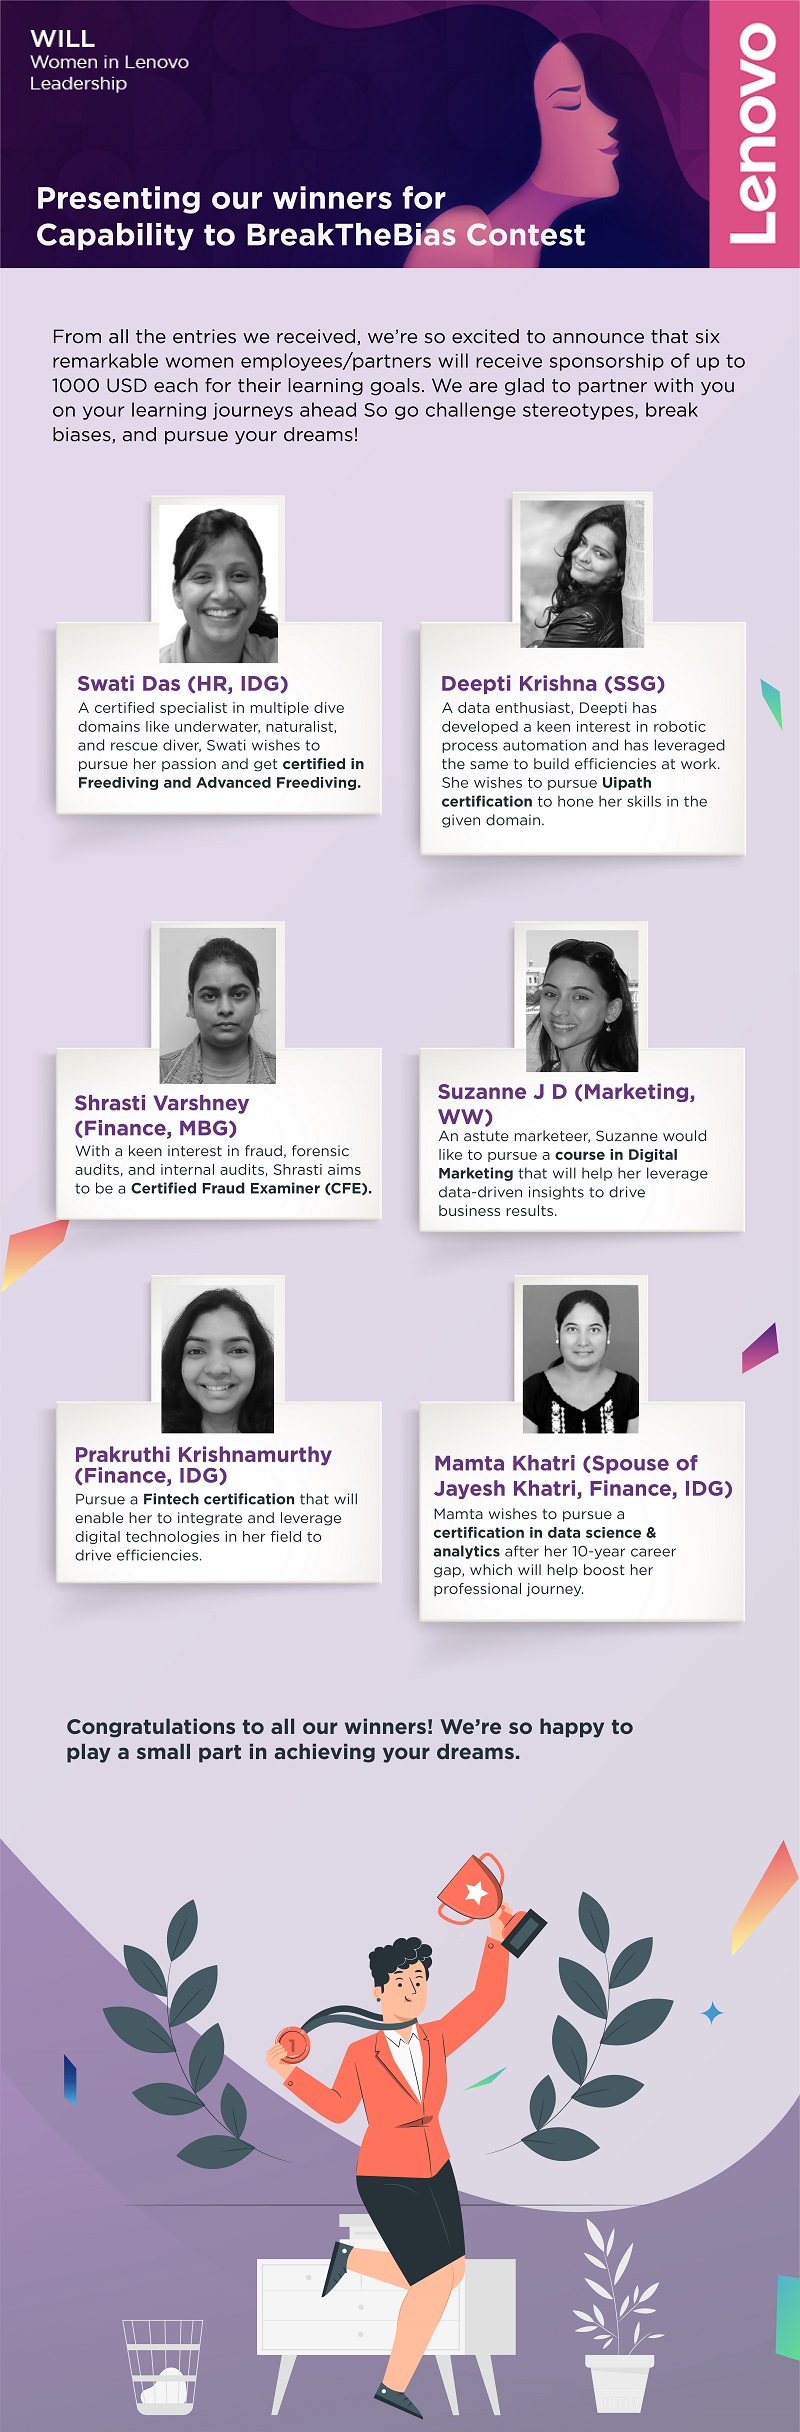 WILL
Women in Lenovo
Leadership
Lenovo
Presenting our winners for
Capability to BreakTheBias Contest
From all the entries we received, we're so excited to announce that six
remarkable women employees/partners will receive sponsorship of up to
1000 USD each for their learning goals. We are glad to partner with you
on your learning journeys ahead So go challenge stereotypes, break
biases, and pursue your dreams!
Swati Das (HR, IDG)
A certified specialist in multiple dive
domains like underwater, naturalist,
and rescue diver, Swati wishes to
pursue her passion and get certified in
Freediving and Advanced Freediving.
Deepti Krishna (SSG)
A data enthusiast, Deepti has
developed a keen interest in robotic
process automation and has leveraged
the same to build efficiencies at work.
She wishes to pursue Uipath
certification to hone her skills in the
given domain.
Shrasti Varshney
(Finance, MBG)
With a keen interest in fraud, forensic
audits, and internal audits, Shrasti aims
to be a Certified Fraud Examiner (CFE).
Suzanne J D (Marketing,
WW)
An astute marketeer, Suzanne would
like to pursue a course in Digital
Marketing that will help her leverage
data-driven insights to drive
business results.
Prakruthi Krishnamurthy
(Finance, IDG)
Pursue a Fintech certification that will
enable her to integrate and leverage
digital technologies in her field to
drive efficiencies.
Mamta Khatri (Spouse of
Jayesh Khatri, Finance, IDG)
Mamta wishes to pursue a
certification in data science &
analytics after her 10-year career
gap, which will help boost her
professional journey.
Congratulations to all our winners! We're so happy to
play a small part in achieving your dreams.
1